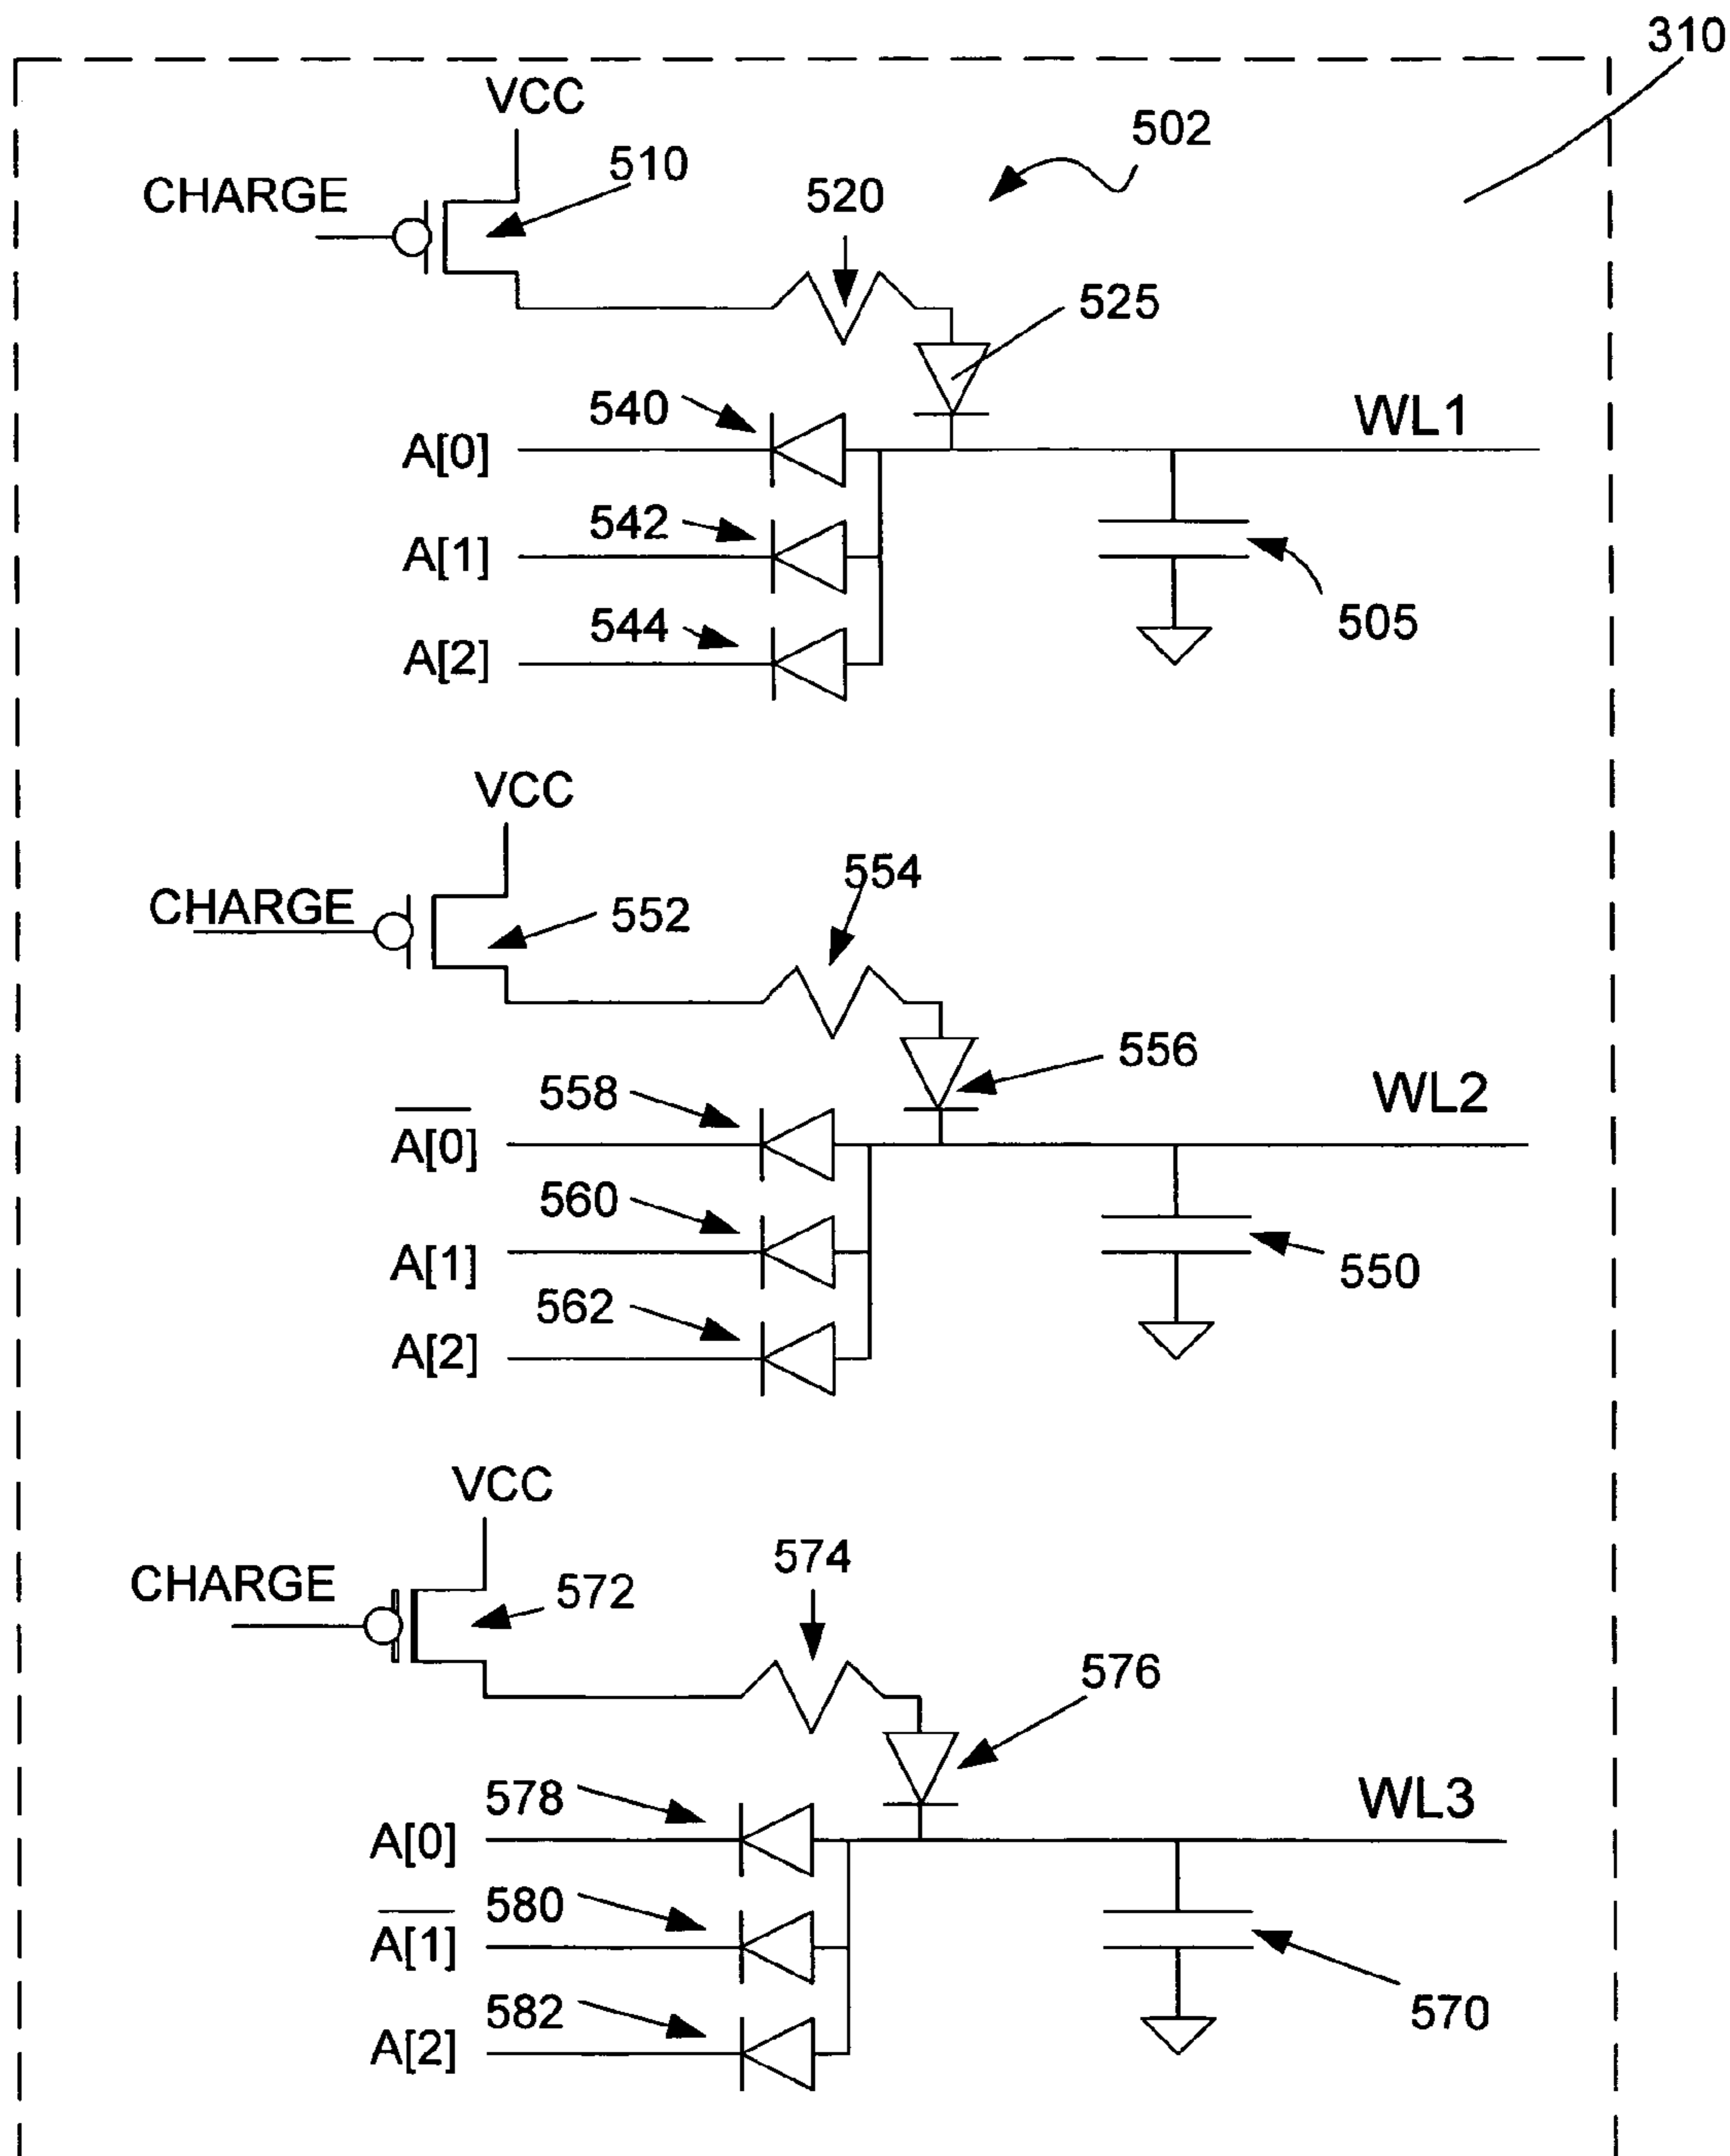 310
VCC
502
510
520
CHARGE
525
540
WL1
A[0]
542
A[1]
544
505
A[2]
VCC
554
CHARGE
552
556
558
WL2
A̅[̅0̅]̅
560
A[1]
550
562
A[2]
VCC
574
CHARGE
572
576
578
WL3
A[0]
580
A̅[̅1̅]̅
582
570
A[2]